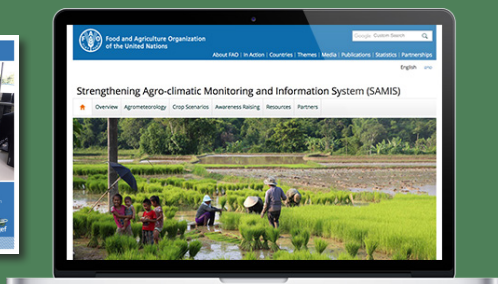 Food and Agriculture Organization
of the United Nations
Google Custom Search
About FAO | In Action | Countries | Themes | Media | Publications | Statistics | Partnerships
English
Strengthening Agro-climatic Monitoring and Information System (SAMIS)
Overview Agrometeorology Crop Scenarios Awareness Raising Resources Partners